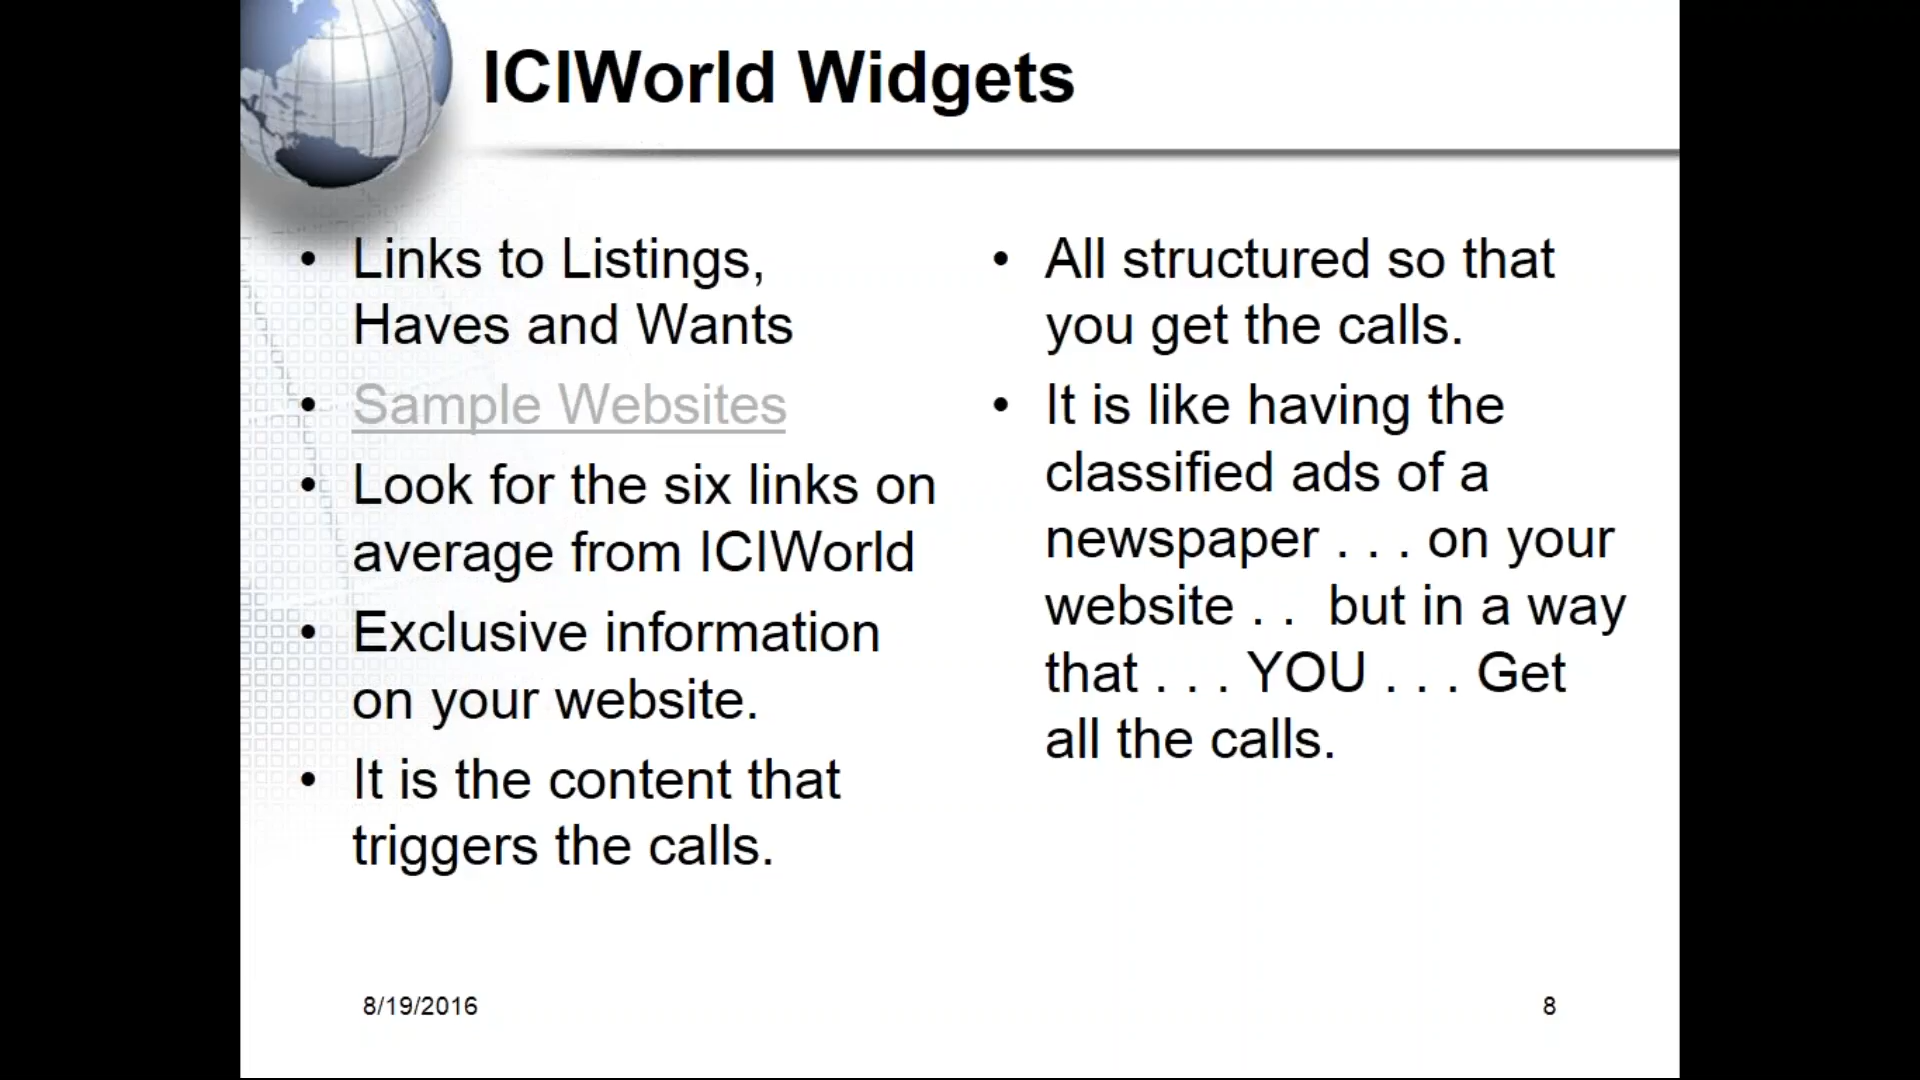 ICIWorld Widgets
• Links to Listings,
Haves and Wants
• Sample Websites
• Look for the six links on
average from ICIWorld
• Exclusive information
on your website.
• It is the content that
triggers the calls.
• All structured so that
you get the calls.
• It is like having the
classified ads of a
newspaper . . . on your
website . .  but in a way
that . . . YOU . . . Get
all the calls.
8/19/2016
8